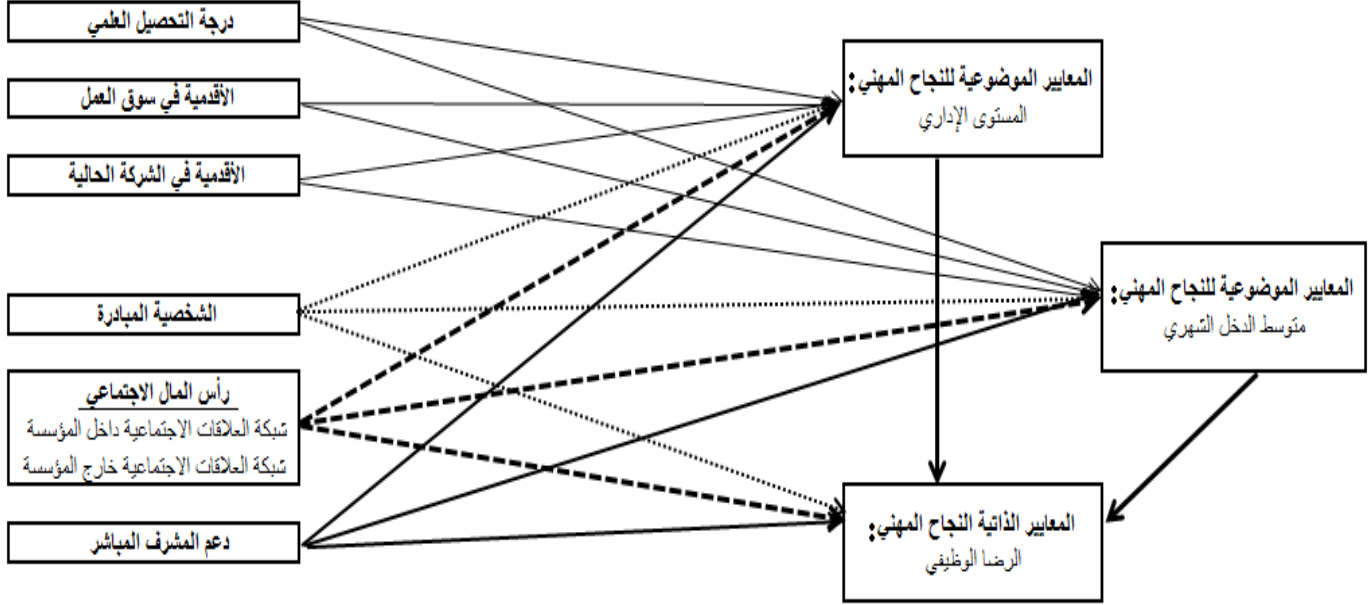 درجة التحصيل العلمي
الأقدمية في سوق العمل
الأقدمية في الشركة الحالية
الشخصية المبادرة
رأس المال الاجتماعي
شبكة العلاقات الاجتماعية داخل المؤسسة
شبكة العلاقات الاجتماعية خارج المؤسسة
دعم المشرف المباشر
المعايير الموضوعية للنجاح المهني:
المستوى الإداري
المعايير الموضوعية للنجاح المهني:
متوسط الدخل الشهري
المعايير الذاتية النجاح المهني:
الرضا الوظيفي